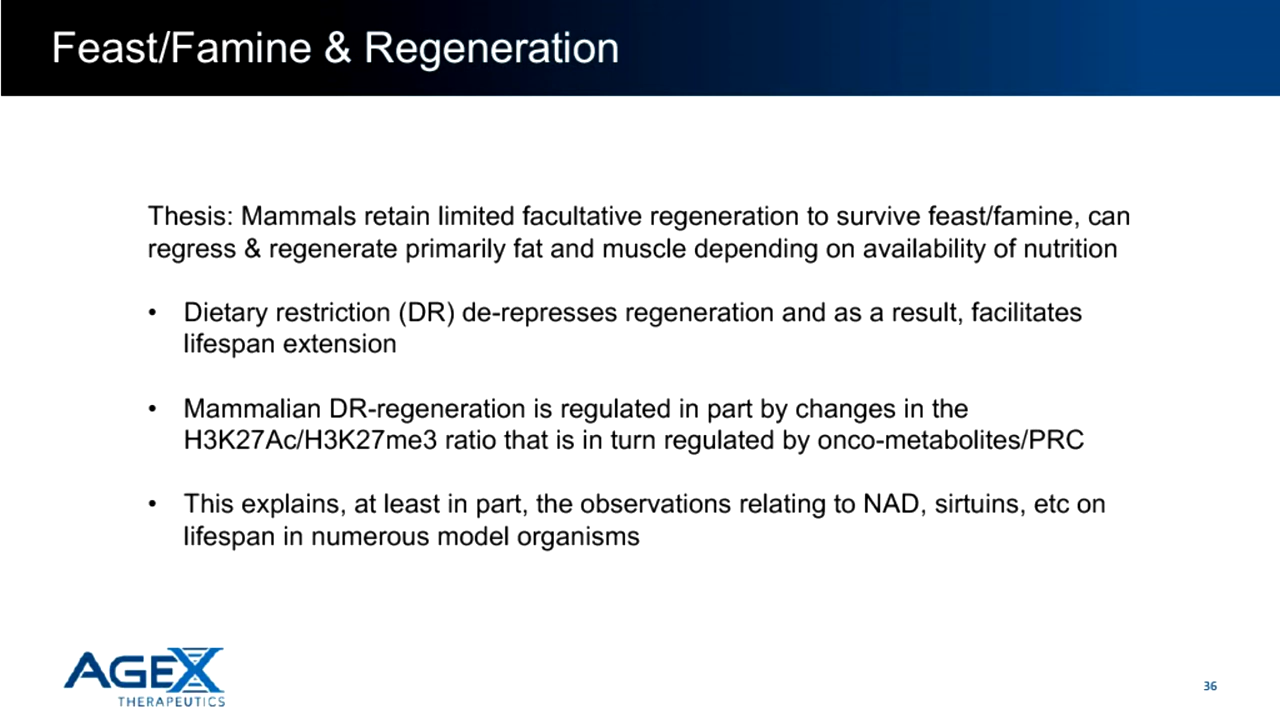 Feast/Famine & Regeneration
Thesis: Mammals retain limited facultative regeneration to survive feast/famine, can
regress & regenerate primarily fat and muscle depending on availability of nutrition
• Dietary restriction (DR) de-represses regeneration and as a result, facilitates
lifespan extension
• Mammalian DR-regeneration is regulated in part by changes in the
H3K27Ac/H3K27me3 ratio that is in turn regulated by onco-metabolites/PRC
• This explains, at least in part, the observations relating to NAD, sirtuins, etc on
lifespan in numerous model organisms
AGEX
THERAPEUTICS
36